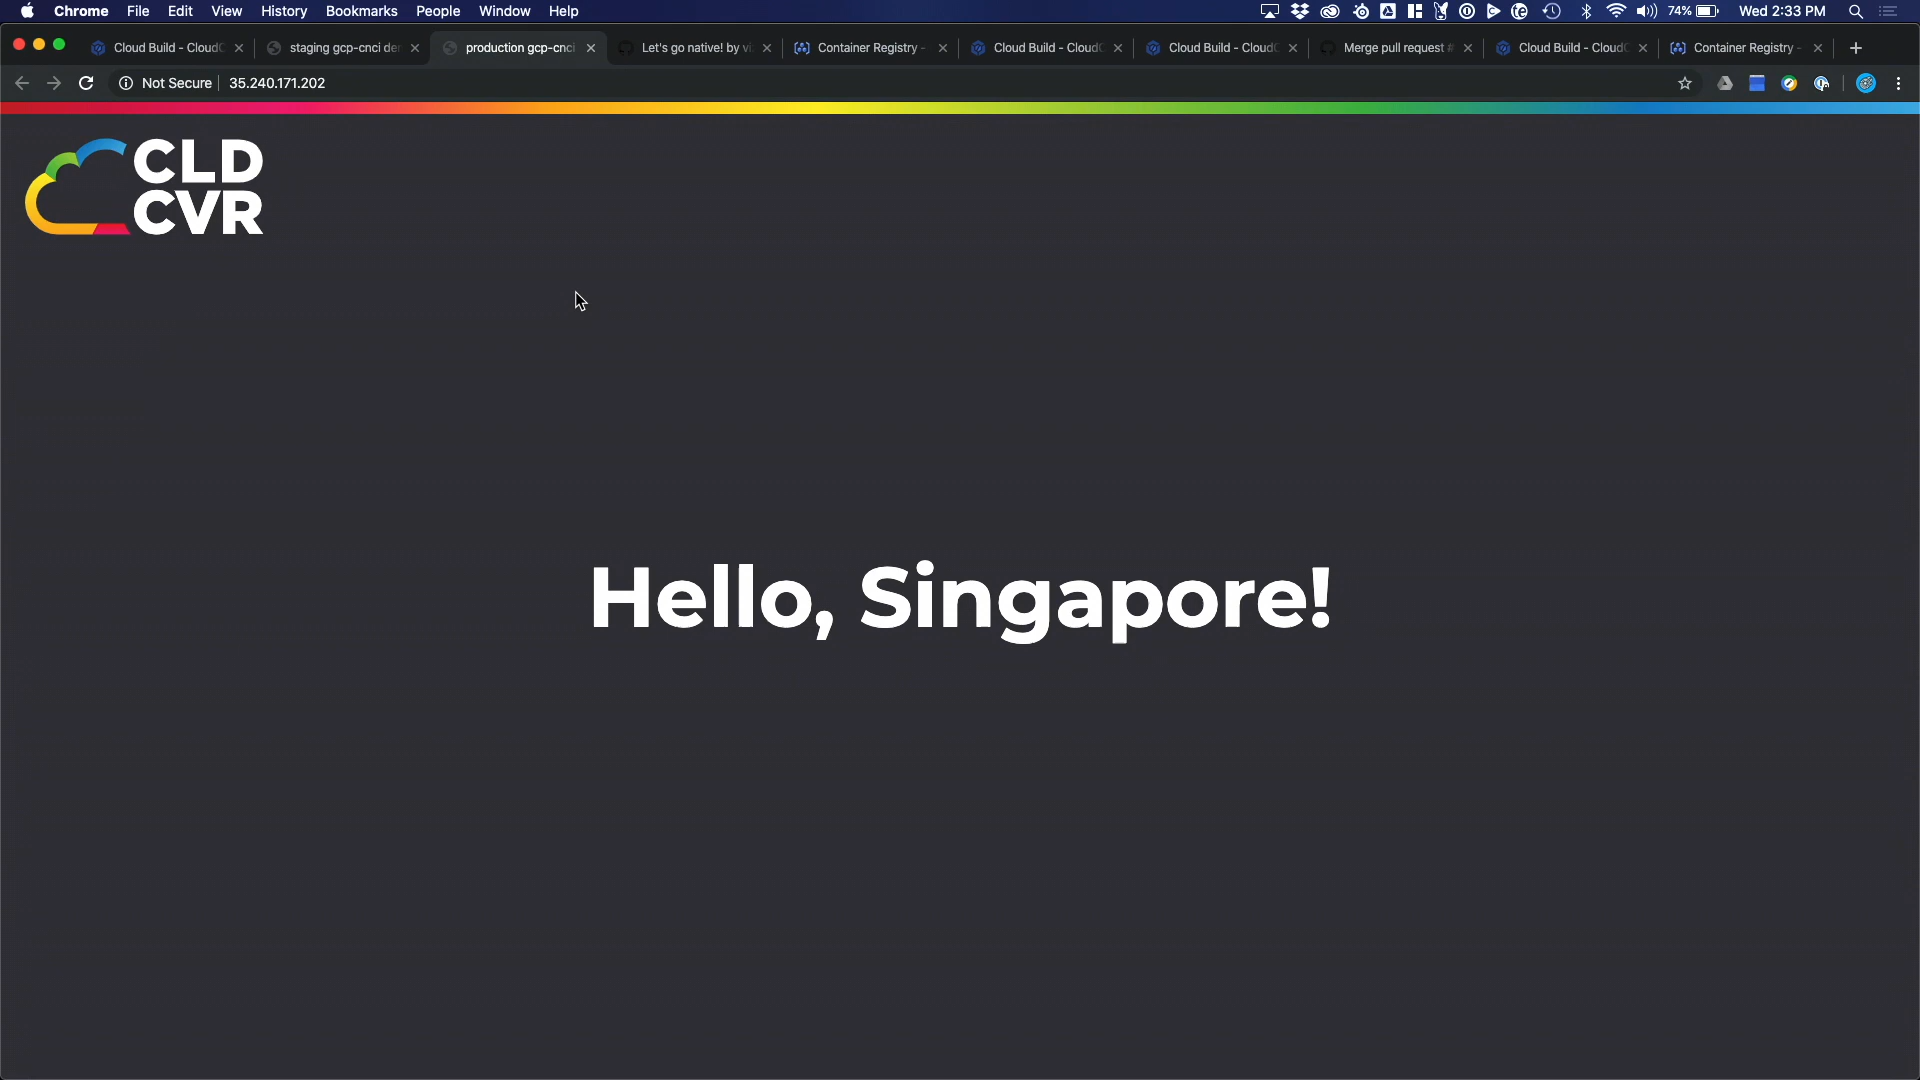 Chrome File Edit View History Bookmarks People Window Help 74% Wed 2:33 PM
Cloud Build - Cloud staging gcp-cnci der production gcp-cnci Let's go native! by vi Container Registry - Cloud Build - Cloud Cloud Build - Cloud Merge pull request # Cloud Build - Cloud Container Registry -
Not Secure 35.240.171.202
CLD
CVR
Hello, Singapore!